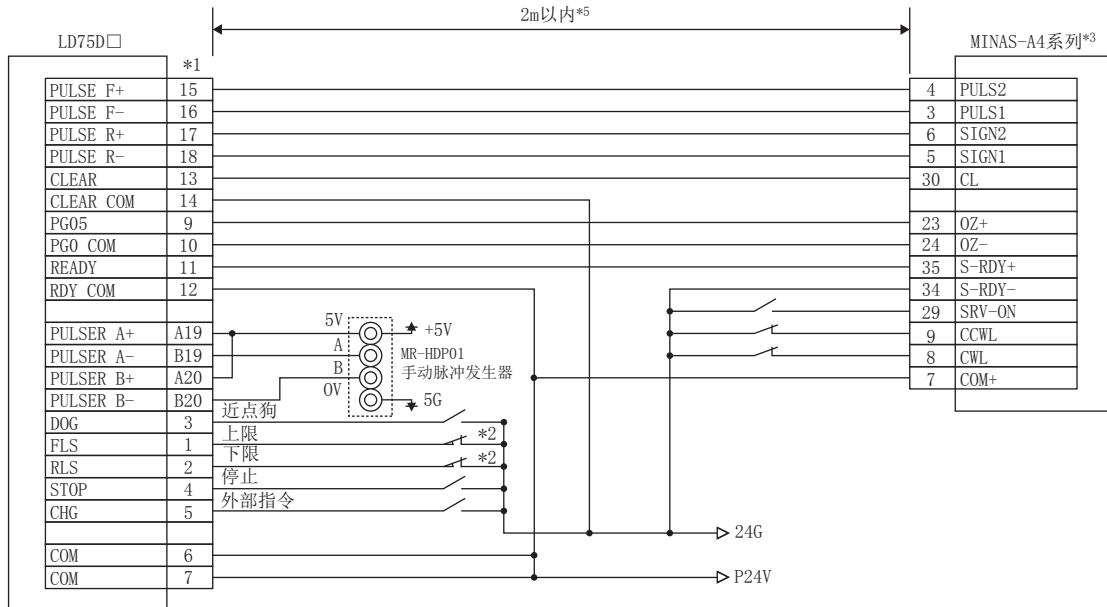 2m以内*5
LD75D□
MINAS-A4系列*3
*1
PULSE F+ 15
PULSE F- 16
PULSE R+ 17
PULSE R- 18
CLEAR 13
CLEAR COM 14
PG05 9
PG0 COM 10
READY 11
RDY COM 12
PULSER A+ A19
PULSER A- B19
PULSER B+ A20
PULSER B- B20
DOG 3
FLS 1
RLS 2
STOP 4
CHG 5
COM 6
COM 7
5V
A
B
0V
+5V
MR-HDP01
手动脉冲发生器
5G
近点狗
上限 *2
下限 *2
停止
外部指令
24G
P24V
4 PULS2
3 PULS1
6 SIGN2
5 SIGN1
30 CL
23 OZ+
24 OZ-
35 S-RDY+
34 S-RDY-
29 SRV-ON
9 CCWL
8 CWL
7 COM+